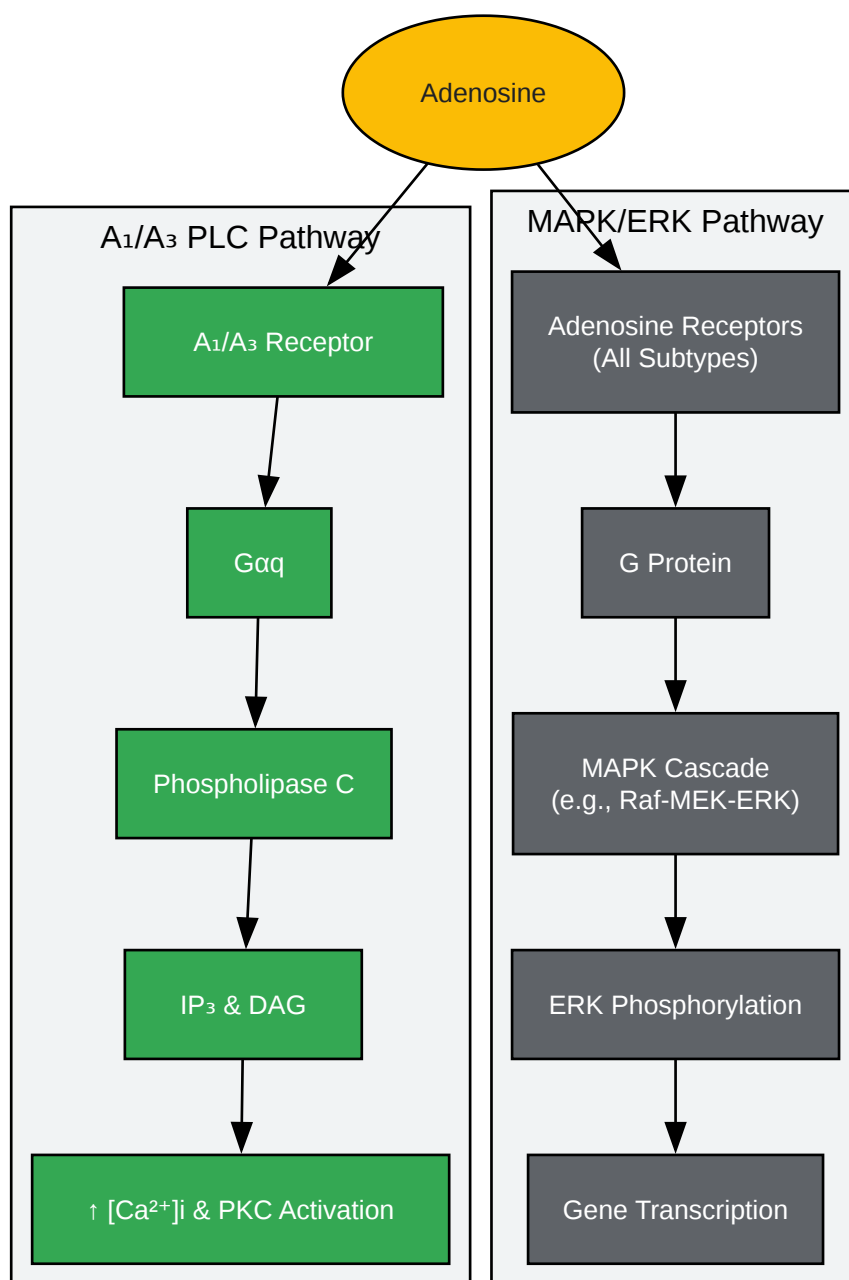 Adenosine
A₁/A₃ PLC Pathway
A₁/A₃ Receptor
Gαq
Phospholipase C
IP₃ & DAG
↑ [Ca²⁺]i & PKC Activation
MAPK/ERK Pathway
Adenosine Receptors
(All Subtypes)
G Protein
MAPK Cascade
(e.g., Raf-MEK-ERK)
ERK Phosphorylation
Gene Transcription